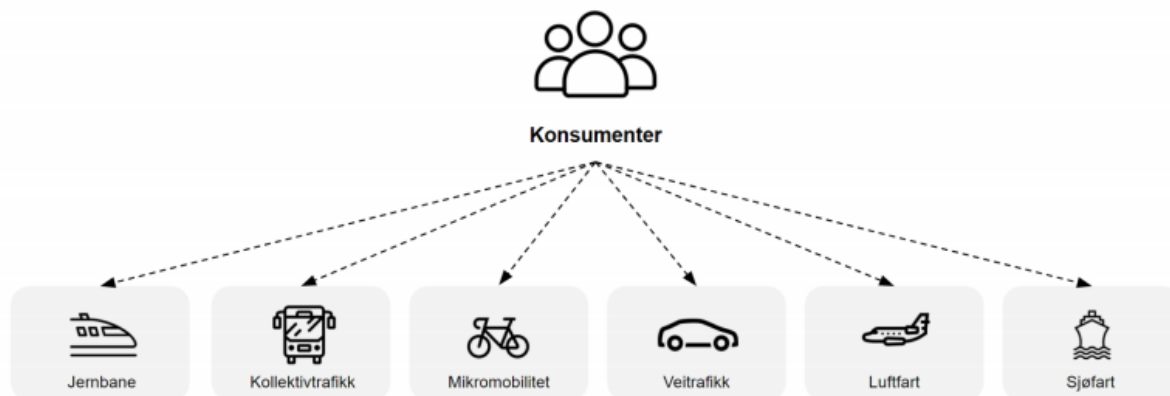 Konsumenter
Jernbane
Kollektivtrafikk
Mikromobilitet
Veitrafikk
Luftfart
Sjøfart